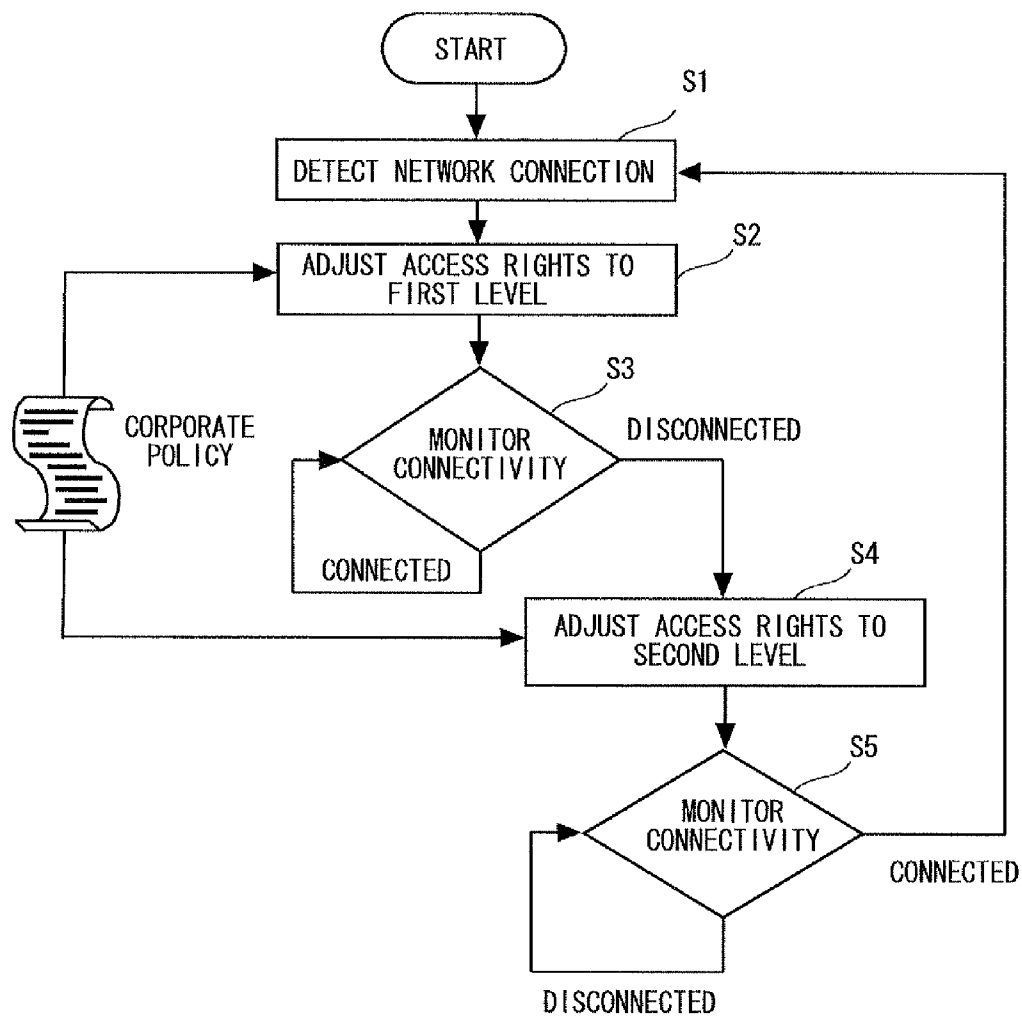 START
S1
DETECT NETWORK CONNECTION
S2
ADJUST ACCESS RIGHTS TO
FIRST LEVEL
S3
CORPORATE
POLICY
MONITOR
CONNECTIVITY
DISCONNECTED
CONNECTED
S4
ADJUST ACCESS RIGHTS TO
SECOND LEVEL
S5
MONITOR
CONNECTIVITY
CONNECTED
DISCONNECTED